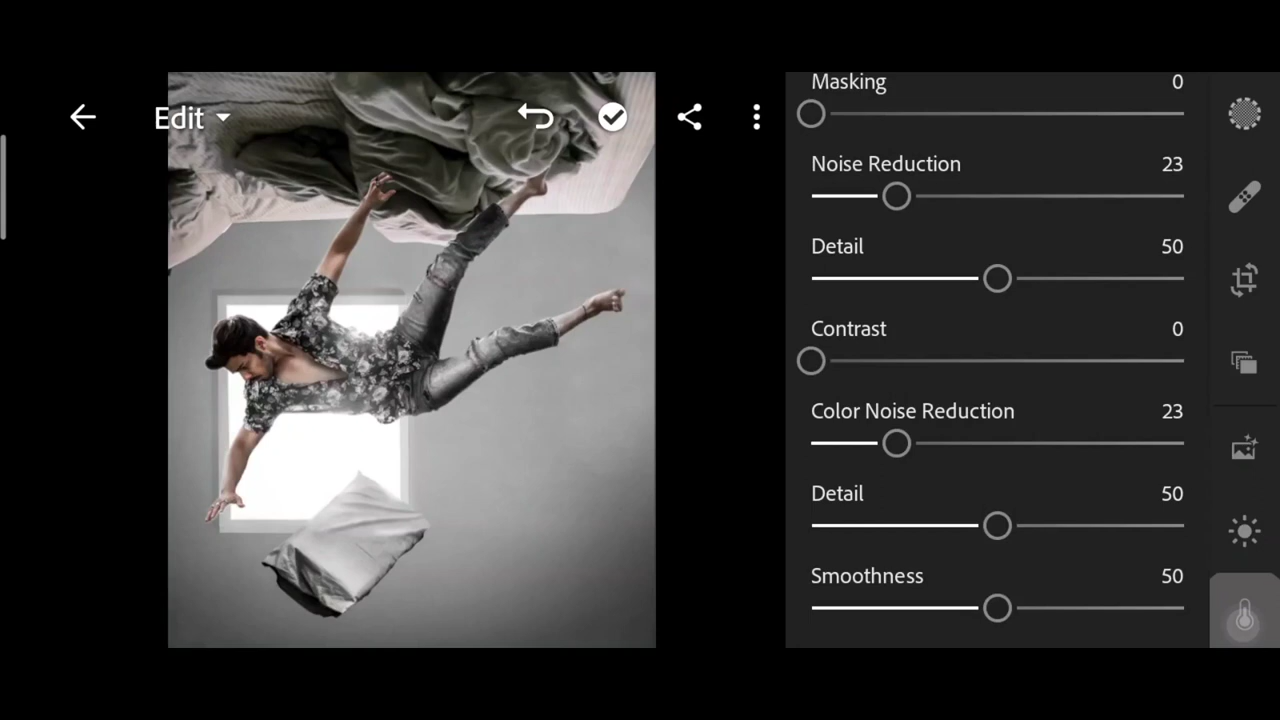 Edit
Masking 0
Noise Reduction 23
Detail 50
Contrast 0
Color Noise Reduction 23
Detail 50
Smoothness 50